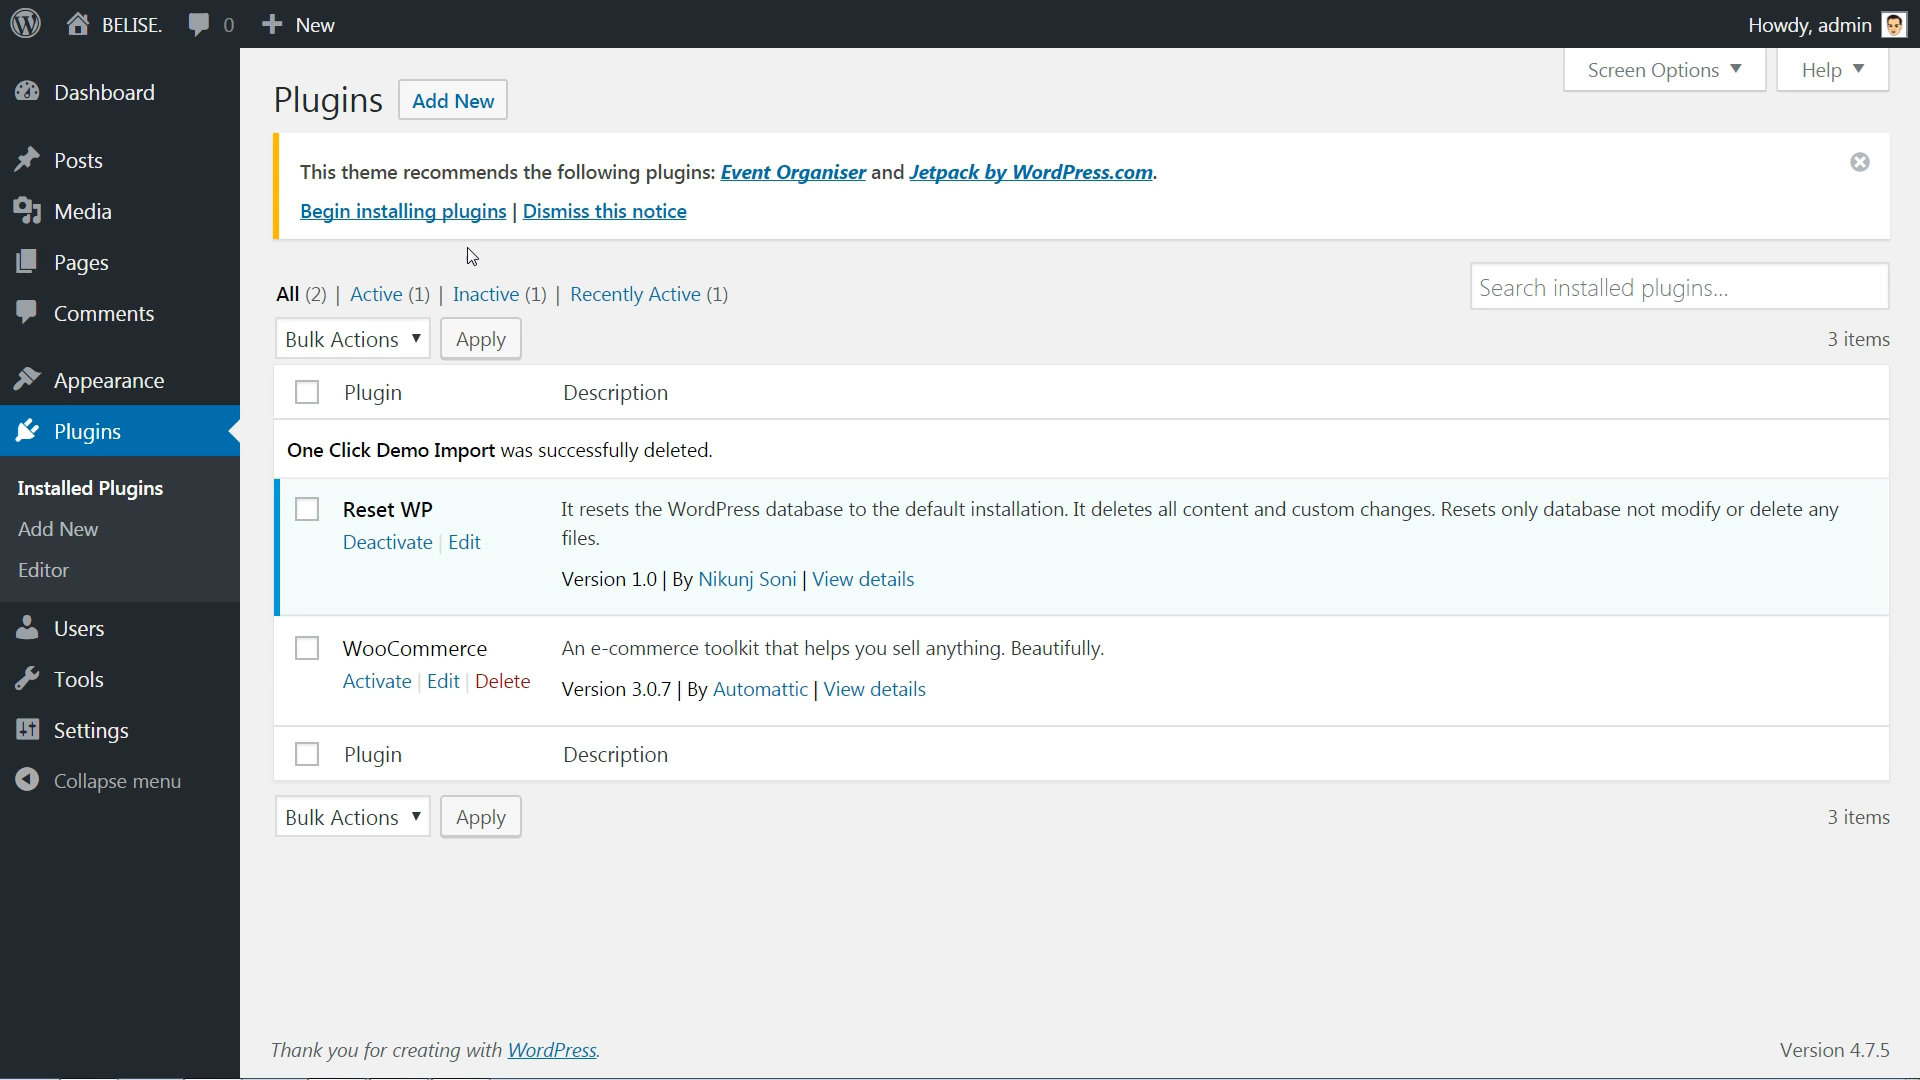 BELISE. 0 New Howdy, admin
Screen Options Help
Dashboard
Posts
Media
Pages
Comments
Appearance
Plugins
Installed Plugins
Add New
Editor
Users
Tools
Settings
Collapse menu
Plugins Add New
This theme recommends the following plugins: Event Organiser and Jetpack by WordPress.com.
Begin installing plugins | Dismiss this notice
All (2) | Active (1) | Inactive (1) | Recently Active (1)
Search installed plugins...
Bulk Actions Apply 3 items
Plugin Description
One Click Demo Import was successfully deleted.
Reset WP It resets the WordPress database to the default installation. It deletes all content and custom changes. Resets only database not modify or delete any
Deactivate | Edit files.
Version 1.0 | By Nikunj Soni | View details
WooCommerce An e-commerce toolkit that helps you sell anything. Beautifully.
Activate | Edit | Delete Version 3.0.7 | By Automattic | View details
Plugin Description
Bulk Actions Apply 3 items
Thank you for creating with WordPress. Version 4.7.5